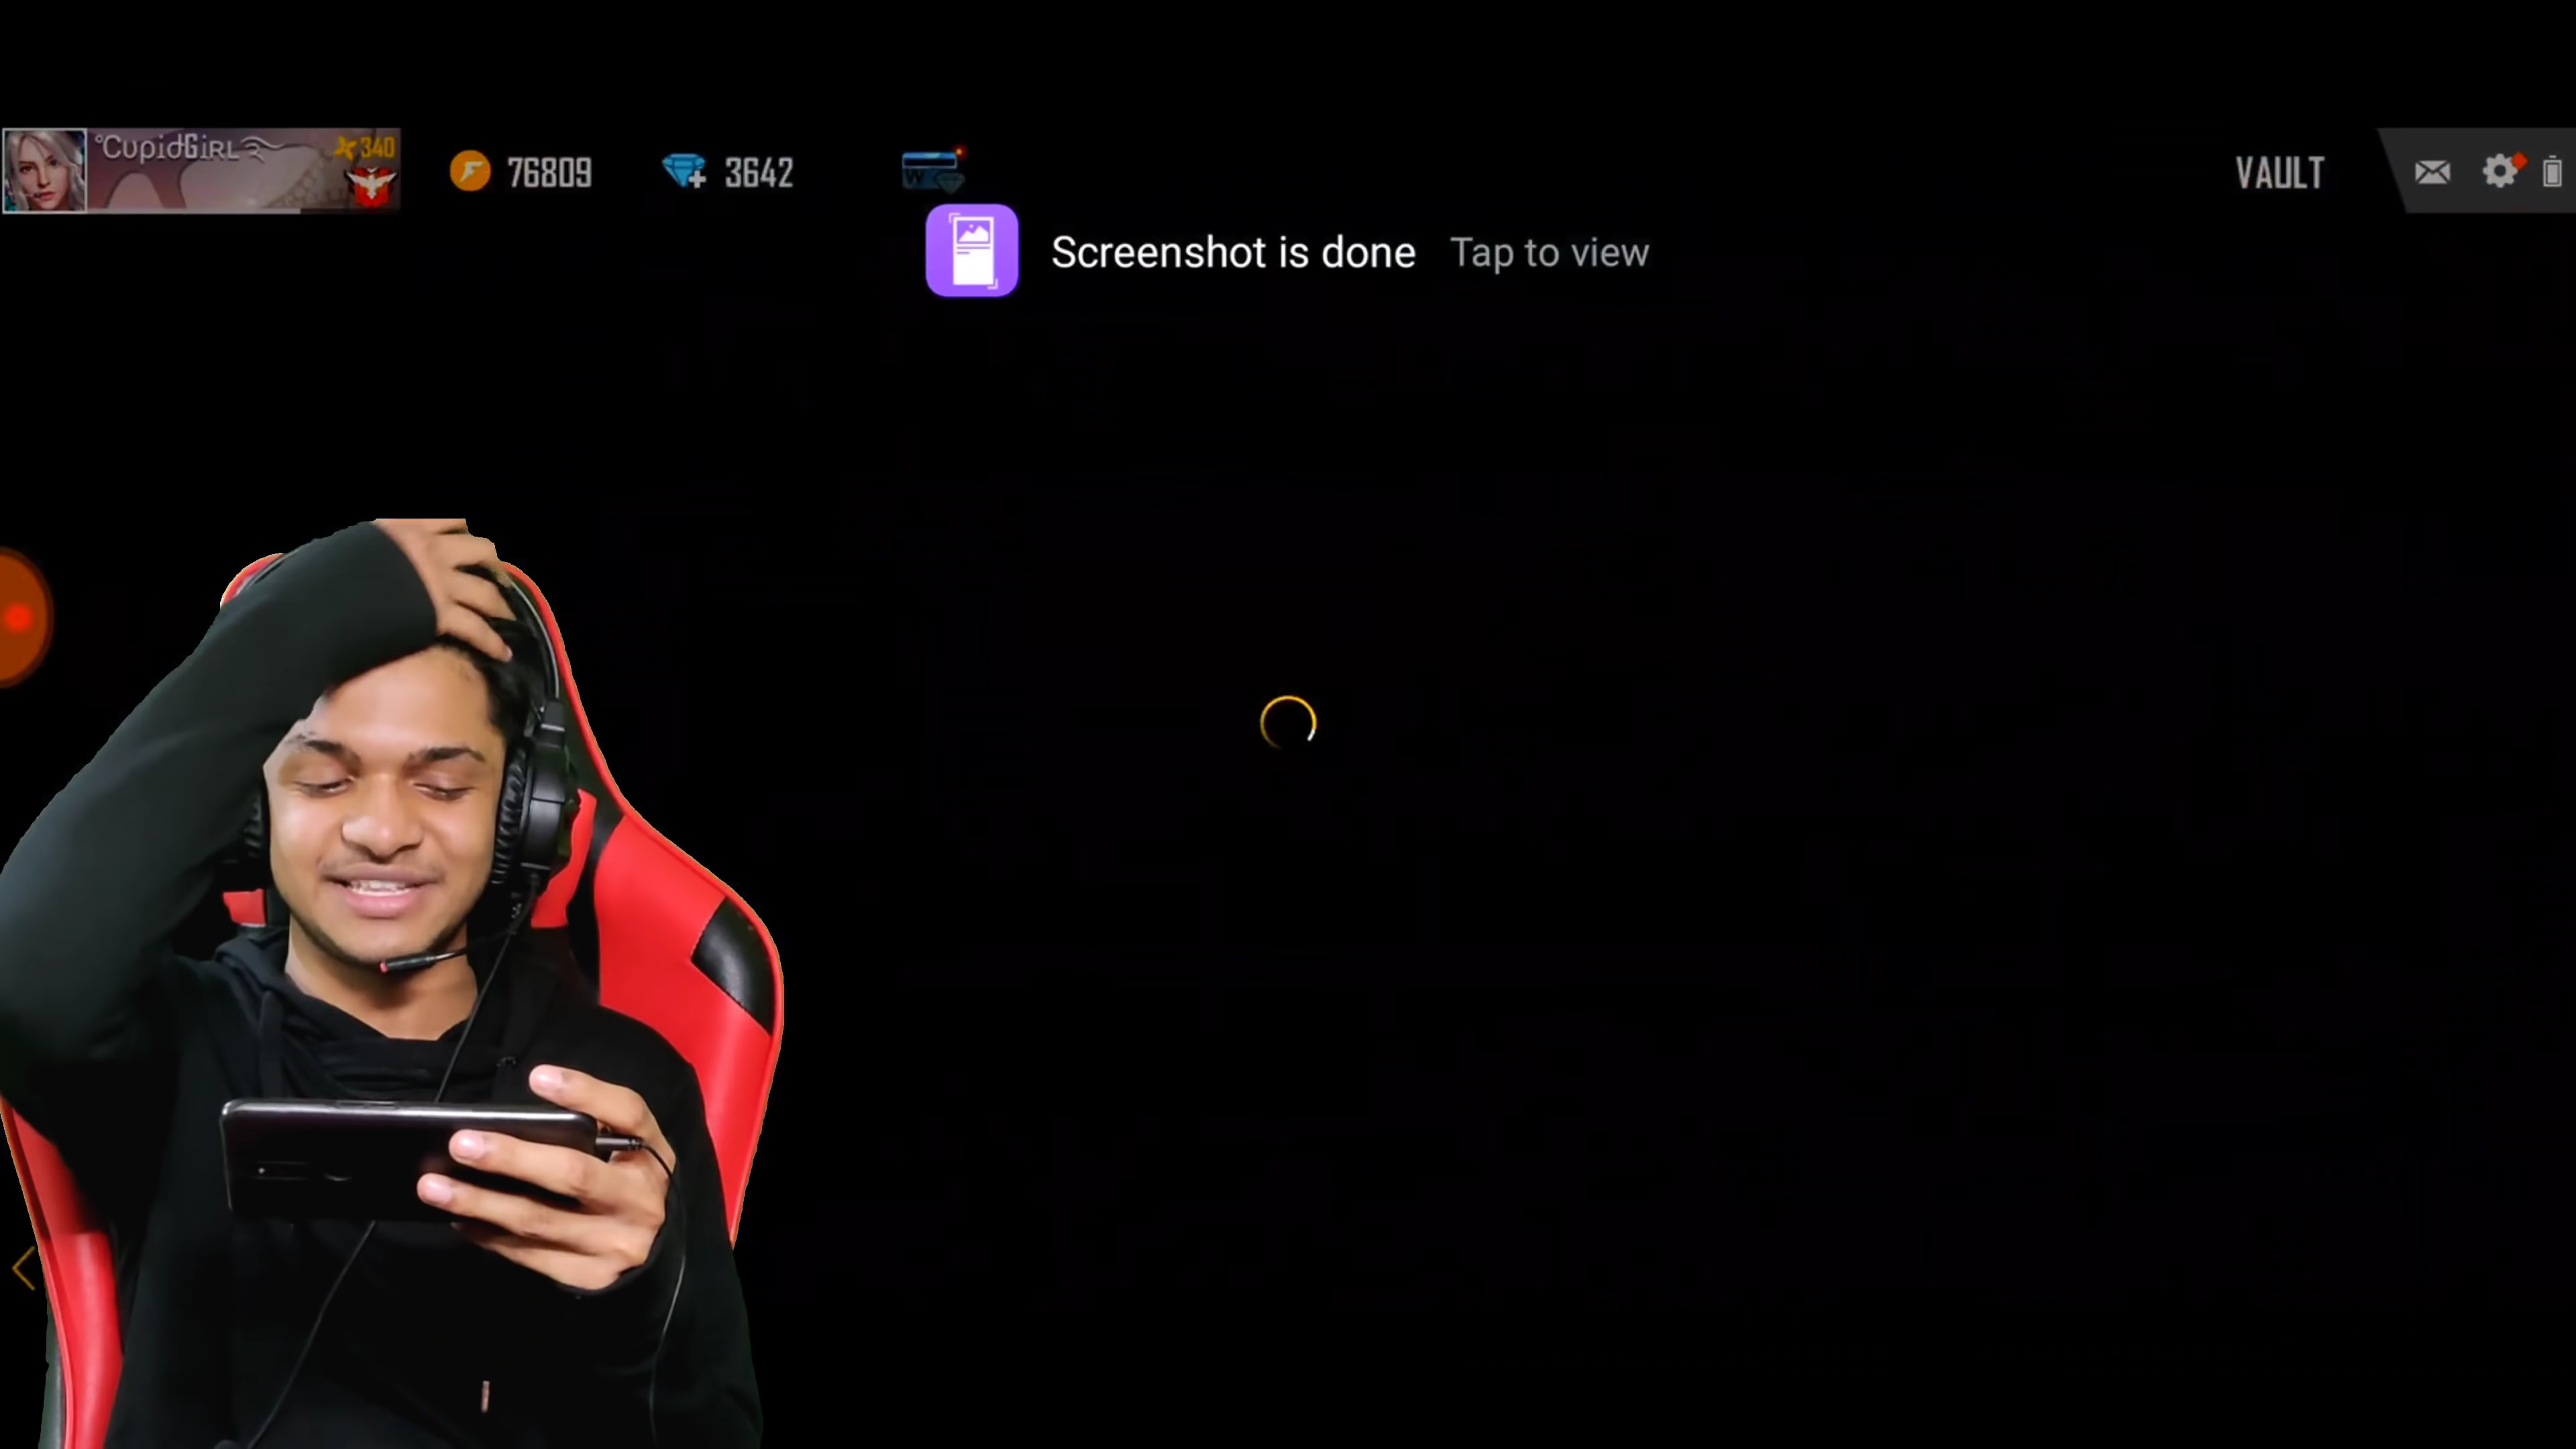 °CupidGiRL
340
76809
3642
W
VAULT
Screenshot is done Tap to view